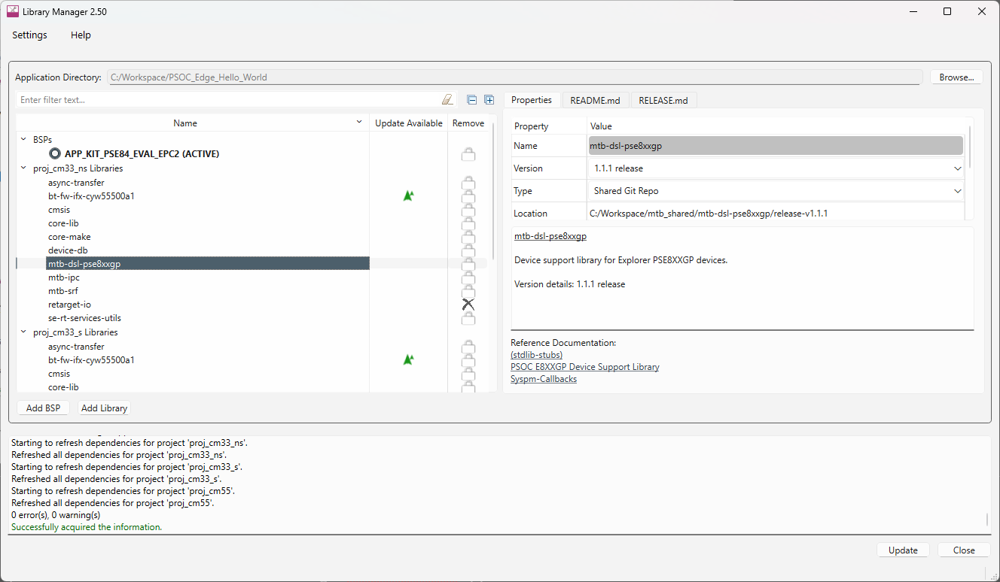 Library Manager 2.50
Settings Help
Application Directory: C:/Workspace/PSOC_Edge_Hello_World Browse...
Enter filter text...
Name Update Available Remove
BSPs
APP_KIT_PSE84_EVAL_EPC2 (ACTIVE)
proj_cm33_ns Libraries
async-transfer
bt-fw-ifx-cyw55500a1
cmsis
core-lib
core-make
device-db
mtb-dsl-pse8xxgp
mtb-ipc
mtb-srf
retarget-io
se-rt-services-utils
proj_cm33_s Libraries
async-transfer
bt-fw-ifx-cyw55500a1
cmsis
core-lib
Add BSP Add Library
Properties README.md RELEASE.md
Property Value
Name mtb-dsl-pse8xxgp
Version 1.1.1 release
Type Shared Git Repo
Location C:/Workspace/mtb_shared/mtb-dsl-pse8xxgp/release-v1.1.1
mtb-dsl-pse8xxgp
Device support library for Explorer PSE8XXGP devices.
Version details: 1.1.1 release
Reference Documentation:
(stdlib-stubs)
PSOC E8XXGP Device Support Library
Syspm-Callbacks
Starting to refresh dependencies for project 'proj_cm33_ns'.
Refreshed all dependencies for project 'proj_cm33_ns'.
Starting to refresh dependencies for project 'proj_cm33_s'.
Refreshed all dependencies for project 'proj_cm33_s'.
Starting to refresh dependencies for project 'proj_cm55'.
Refreshed all dependencies for project 'proj_cm55'.
0 error(s), 0 warning(s)
Successfully acquired the information.
Update Close